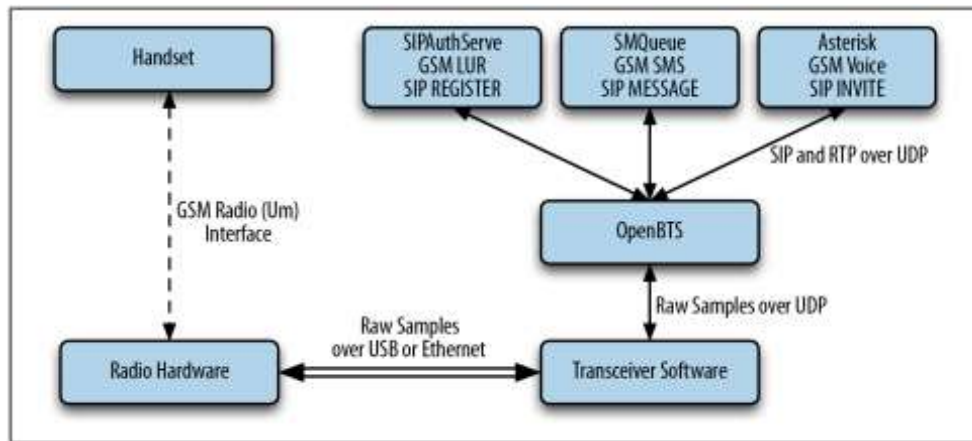 Handset
SIPAuthServe
GSM LUR
SIP REGISTER
SMQueue
GSM SMS
SIP MESSAGE
Asterisk
GSM Voice
SIP INVITE
SIP and RTP over UDP
GSM Radio (Um)
Interface
OpenBTS
Raw Samples over UDP
Raw Samples
over USB or Ethernet
Radio Hardware
Transceiver Software